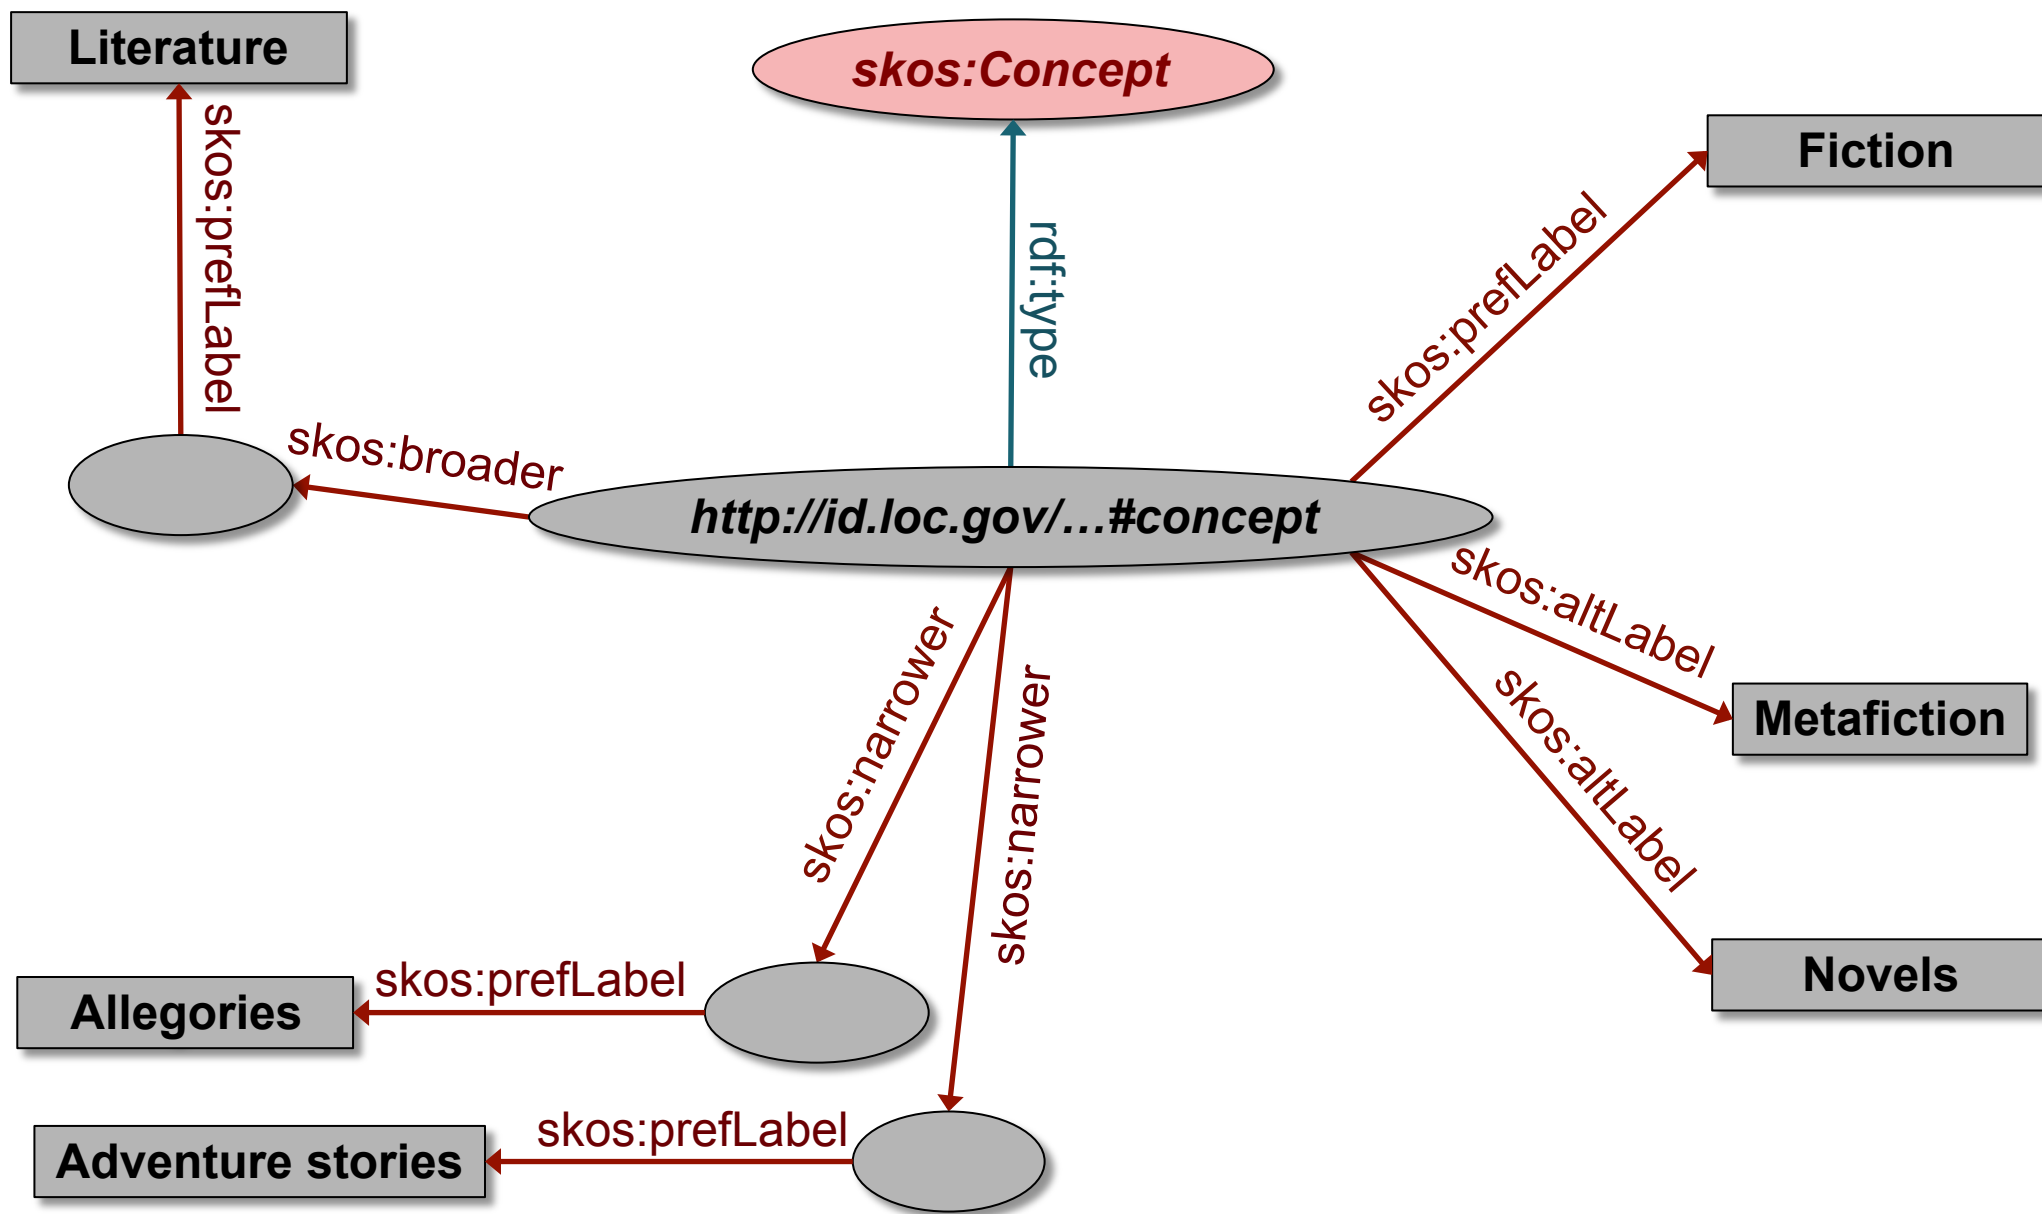 Literature
skos:Concept
Fiction
skos:prefLabel
rdf:type
skos:prefLabel
skos:broader
http://id.loc.gov/…#concept
skos:altLabel
skos:narrower
skos:narrower
skos:altLabel
Metafiction
skos:prefLabel
Allegories
Novels
skos:prefLabel
Adventure stories